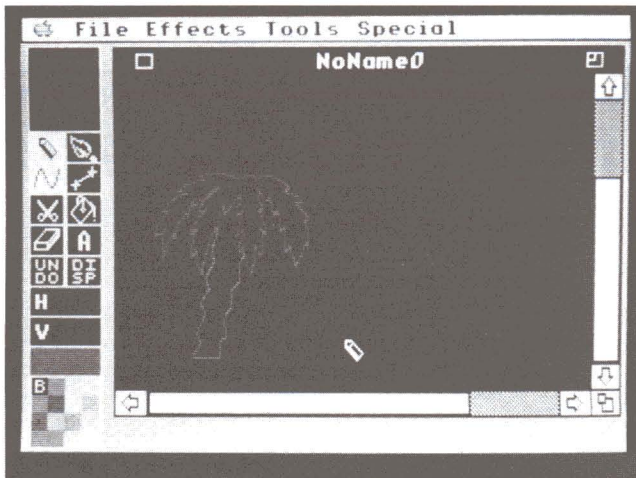 File Effects Tools Special
NoName0
A
UN
DO
DI
SP
H
V
B